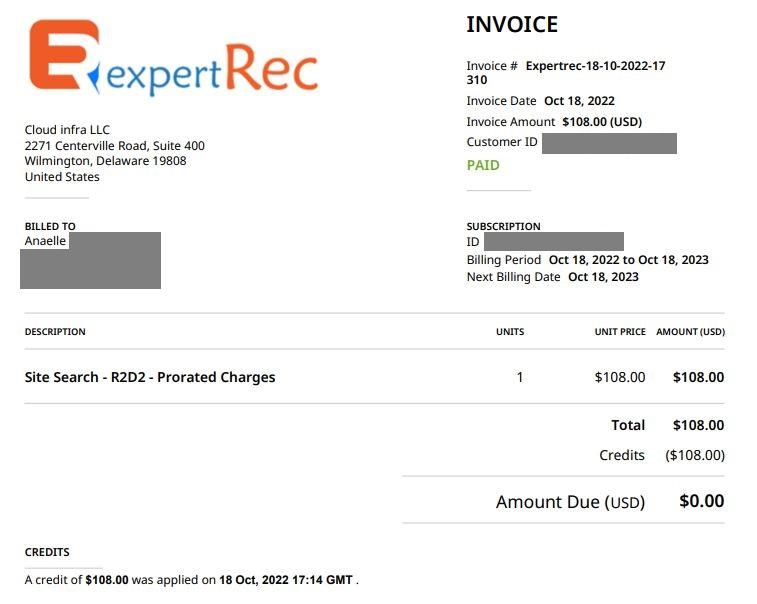 expertRec
INVOICE
Invoice # Expertrec-18-10-2022-17
310
Invoice Date Oct 18, 2022
Invoice Amount $108.00 (USD)
Customer ID
PAID
Cloud infra LLC
2271 Centerville Road, Suite 400
Wilmington, Delaware 19808
United States
BILLED TO
Anaelle
SUBSCRIPTION
ID
Billing Period Oct 18, 2022 to Oct 18, 2023
Next Billing Date Oct 18, 2023
DESCRIPTION UNITS UNIT PRICE AMOUNT (USD)
Site Search - R2D2 - Prorated Charges 1 $108.00 $108.00
Total $108.00
Credits ($108.00)
Amount Due (USD) $0.00
CREDITS
A credit of $108.00 was applied on 18 Oct, 2022 17:14 GMT .